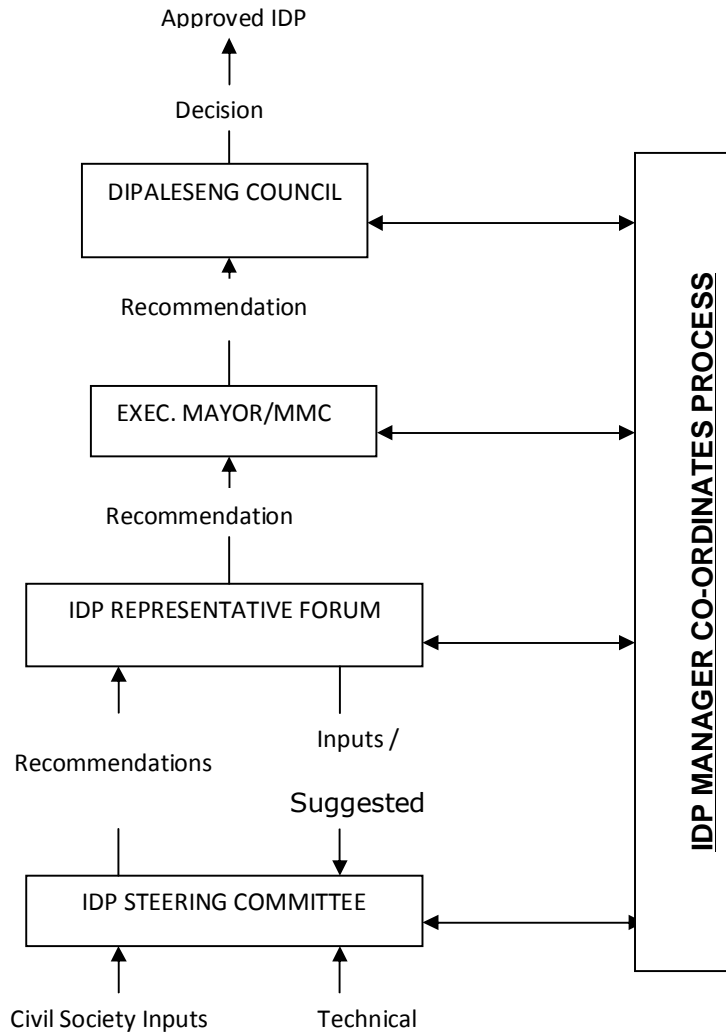 Approved IDP
Decision
DIPALESENG COUNCIL
Recommendation
EXEC. MAYOR/MMC
Recommendation
IDP REPRESENTATIVE FORUM
Inputs /
Recommendations
Suggested
IDP STEERING COMMITTEE
Civil Society Inputs
Technical
IDP MANAGER CO-ORDINATES PROCESS